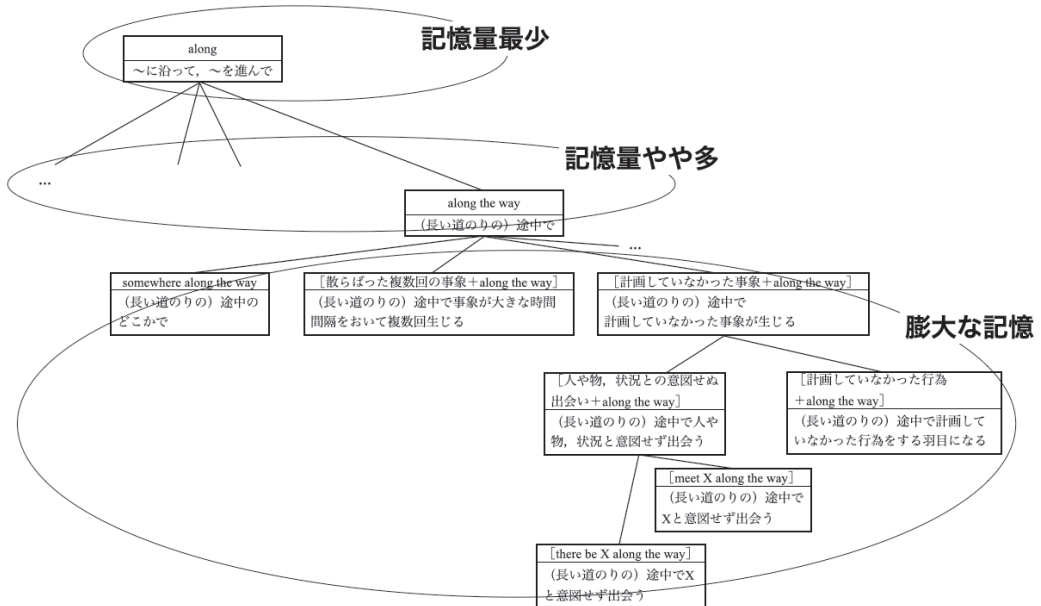 記憶量最少
along
〜に沿って，〜を進んで
記憶量やや多
...
along the way
（長い道のりの）途中で
...
somewhere along the way
（長い道のりの）途中の
どこかで
［散らばった複数回の事象＋along the way］
（長い道のりの）途中で事象が大きな時間
間隔をおいて複数回生じる
［計画していなかった事象＋along the way］
（長い道のりの）途中で
計画していなかった事象が生じる
膨大な記憶
［人や物，状況との意図せぬ
出会い＋along the way］
（長い道のりの）途中で人や
物，状況と意図せず出会う
［計画していなかった行為
＋along the way］
（長い道のりの）途中で計画して
いなかった行為をする羽目になる
［meet X along the way］
（長い道のりの）途中で
Xと意図せず出会う
［there be X along the way］
（長い道のりの）途中でX
と意図せず出会う